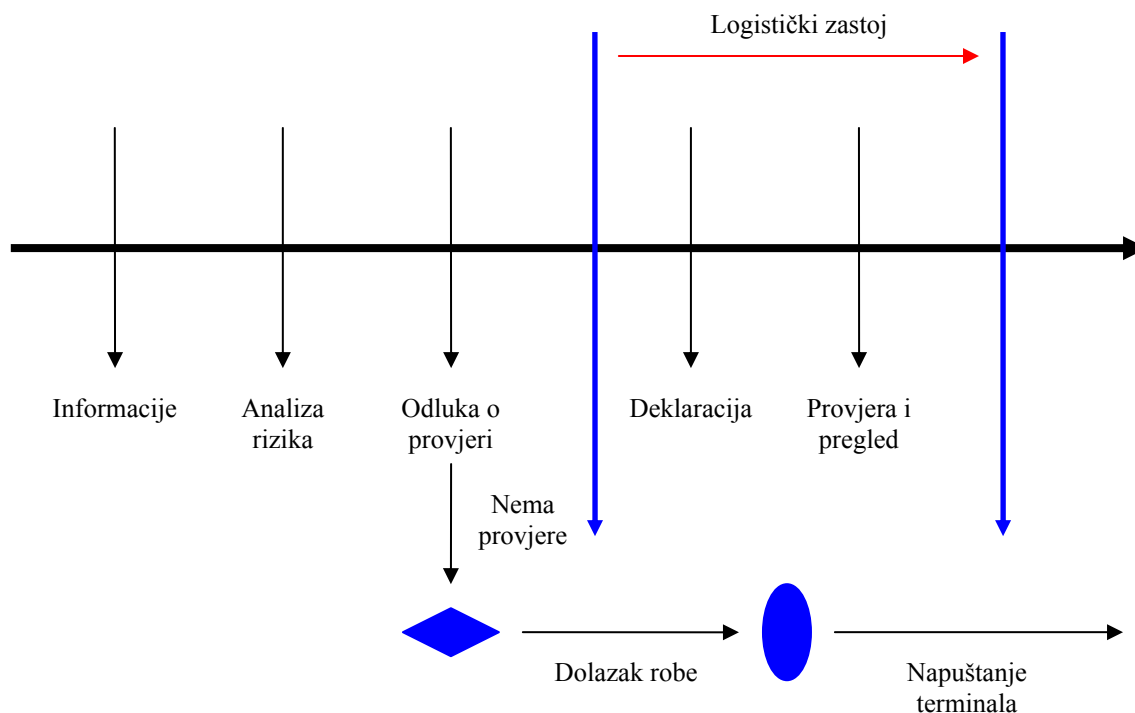 Logistički zastoj
Informacije
Analiza
rizika
Odluka o
provjeri
Deklaracija
Provjera i
pregled
Nema
provjere
Dolazak robe
Napuštanje
terminala